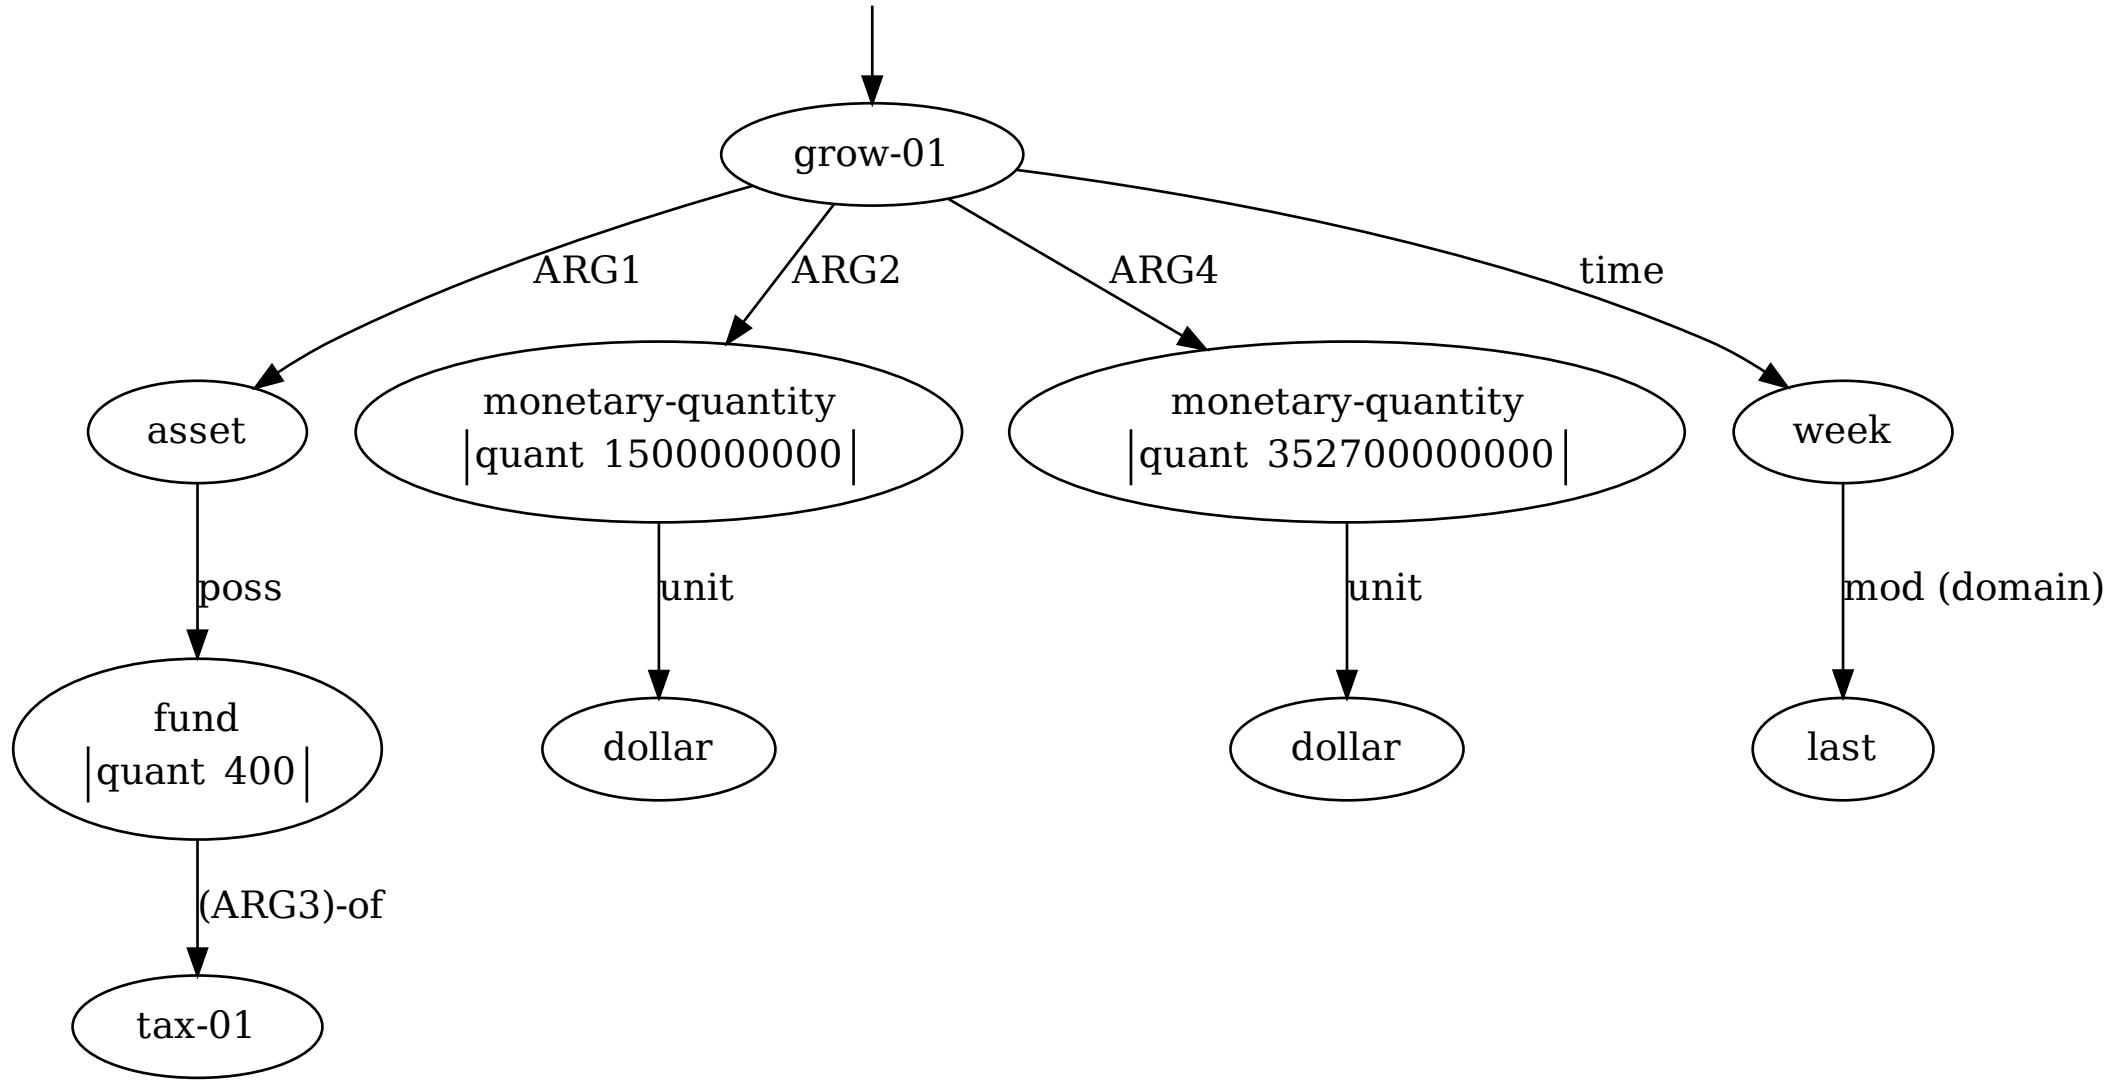 grow-01
ARG1
ARG2
ARG4
time
asset
monetary-quantity
|quant 1500000000|
monetary-quantity
|quant 352700000000|
week
poss
unit
unit
mod (domain)
fund
|quant 400|
dollar
dollar
last
(ARG3)-of
tax-01